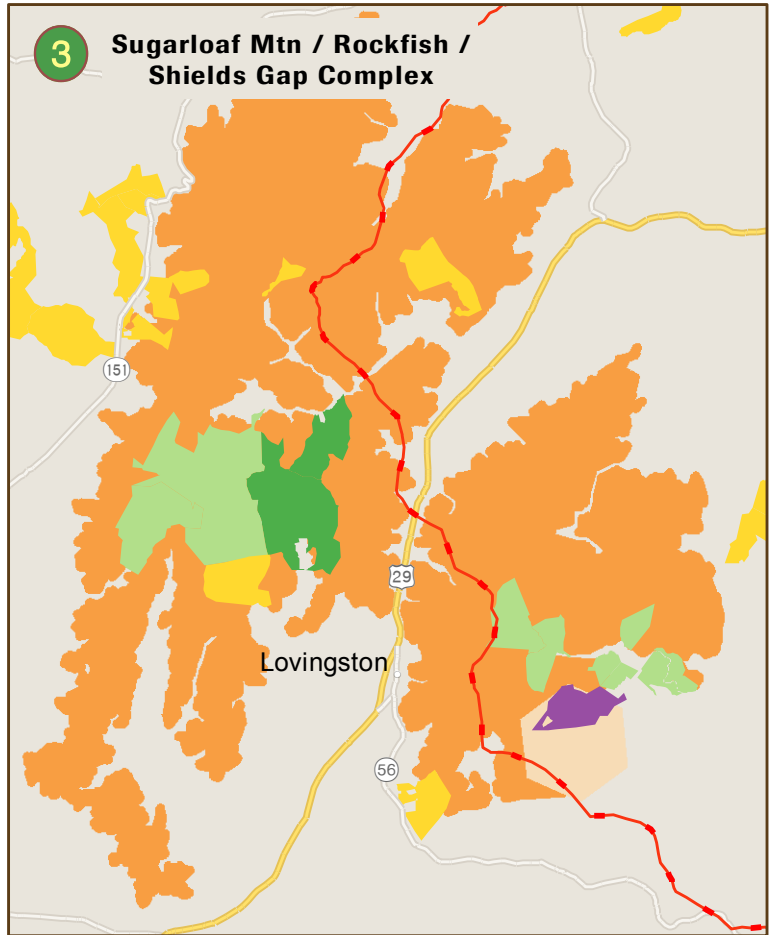 3
Sugarloaf Mtn / Rockfish /
Shields Gap Complex
151
29
Lovingston
56